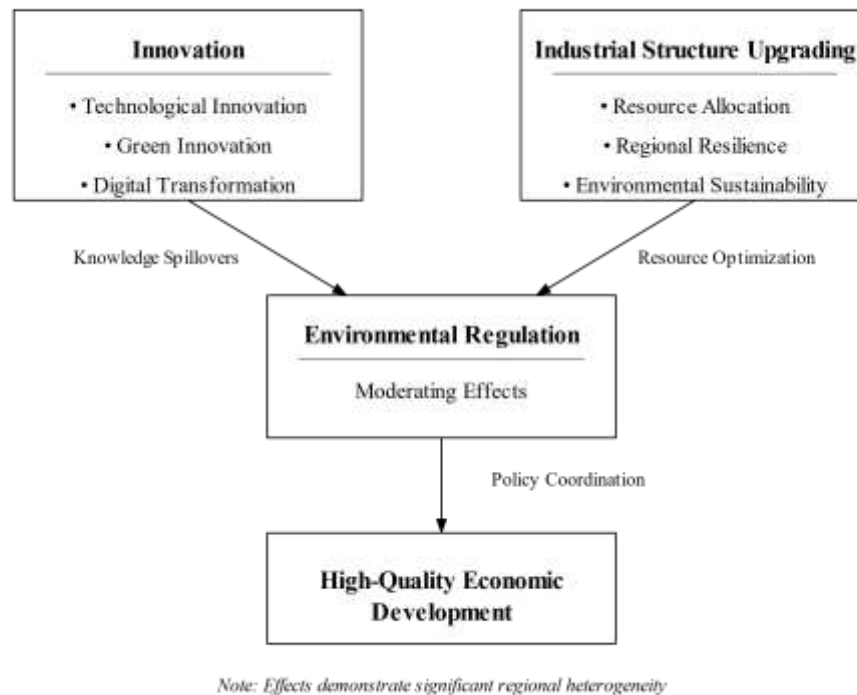 Innovation
• Technological Innovation
• Green Innovation
• Digital Transformation
Industrial Structure Upgrading
• Resource Allocation
• Regional Resilience
• Environmental Sustainability
Knowledge Spillovers
Resource Optimization
Environmental Regulation
Moderating Effects
Policy Coordination
High-Quality Economic
Development
Note: Effects demonstrate significant regional heterogeneity